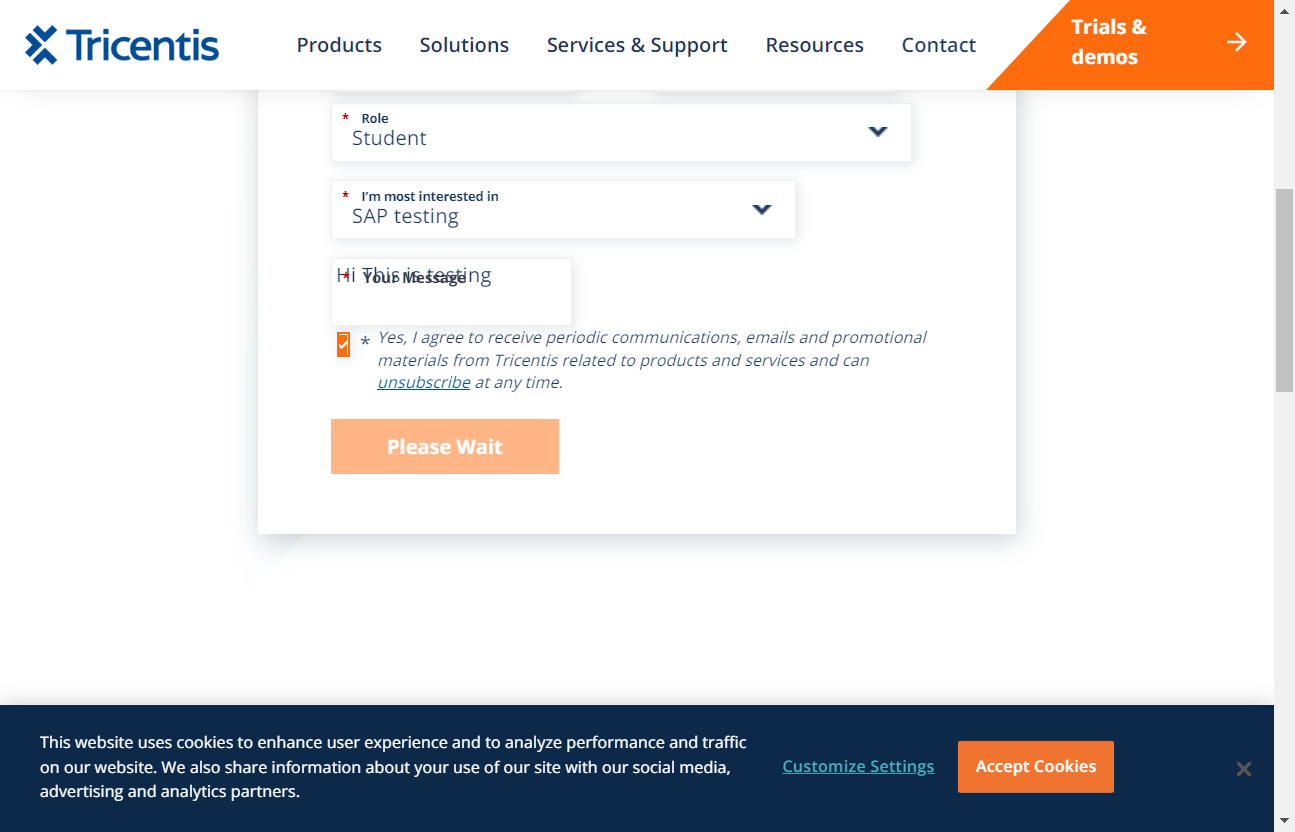 Tricentis
Products
Solutions
Services & Support
Resources
Contact
Trials &
demos
* Role
Student
* I'm most interested in
SAP testing
Hi This is testing
* Your Message
* Yes, I agree to receive periodic communications, emails and promotional
materials from Tricentis related to products and services and can
unsubscribe at any time.
Please Wait
This website uses cookies to enhance user experience and to analyze performance and traffic
on our website. We also share information about your use of our site with our social media,
advertising and analytics partners.
Customize Settings
Accept Cookies